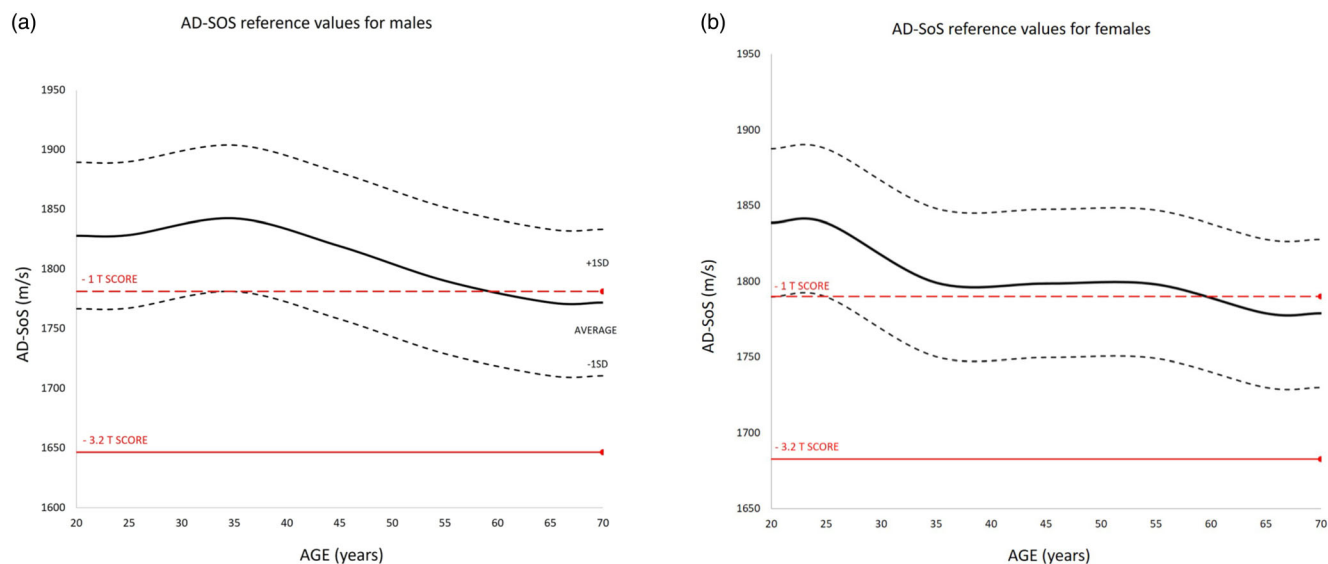 (a)
AD-SOS reference values for males
1950
1900
1850
1800
1750
1700
1650
1600
AD-SoS (m/s)
- 1 T SCORE
+1SD
AVERAGE
-1SD
- 3.2 T SCORE
20 25 30 35 40 45 50 55 60 65 70
AGE (years)
(b)
AD-SoS reference values for females
1950
1900
1850
1800
1750
1700
1650
AD-SoS (m/s)
- 1 T SCORE
- 3.2 T SCORE
20 25 30 35 40 45 50 55 60 65 70
AGE (years)